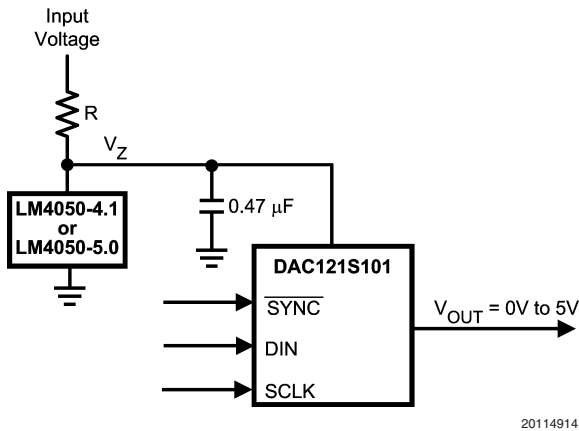 Input
Voltage
R
VZ
LM4050-4.1
or
LM4050-5.0
0.47 µF
DAC121S101
SYNC
DIN
SCLK
VOUT = 0V to 5V
20114914